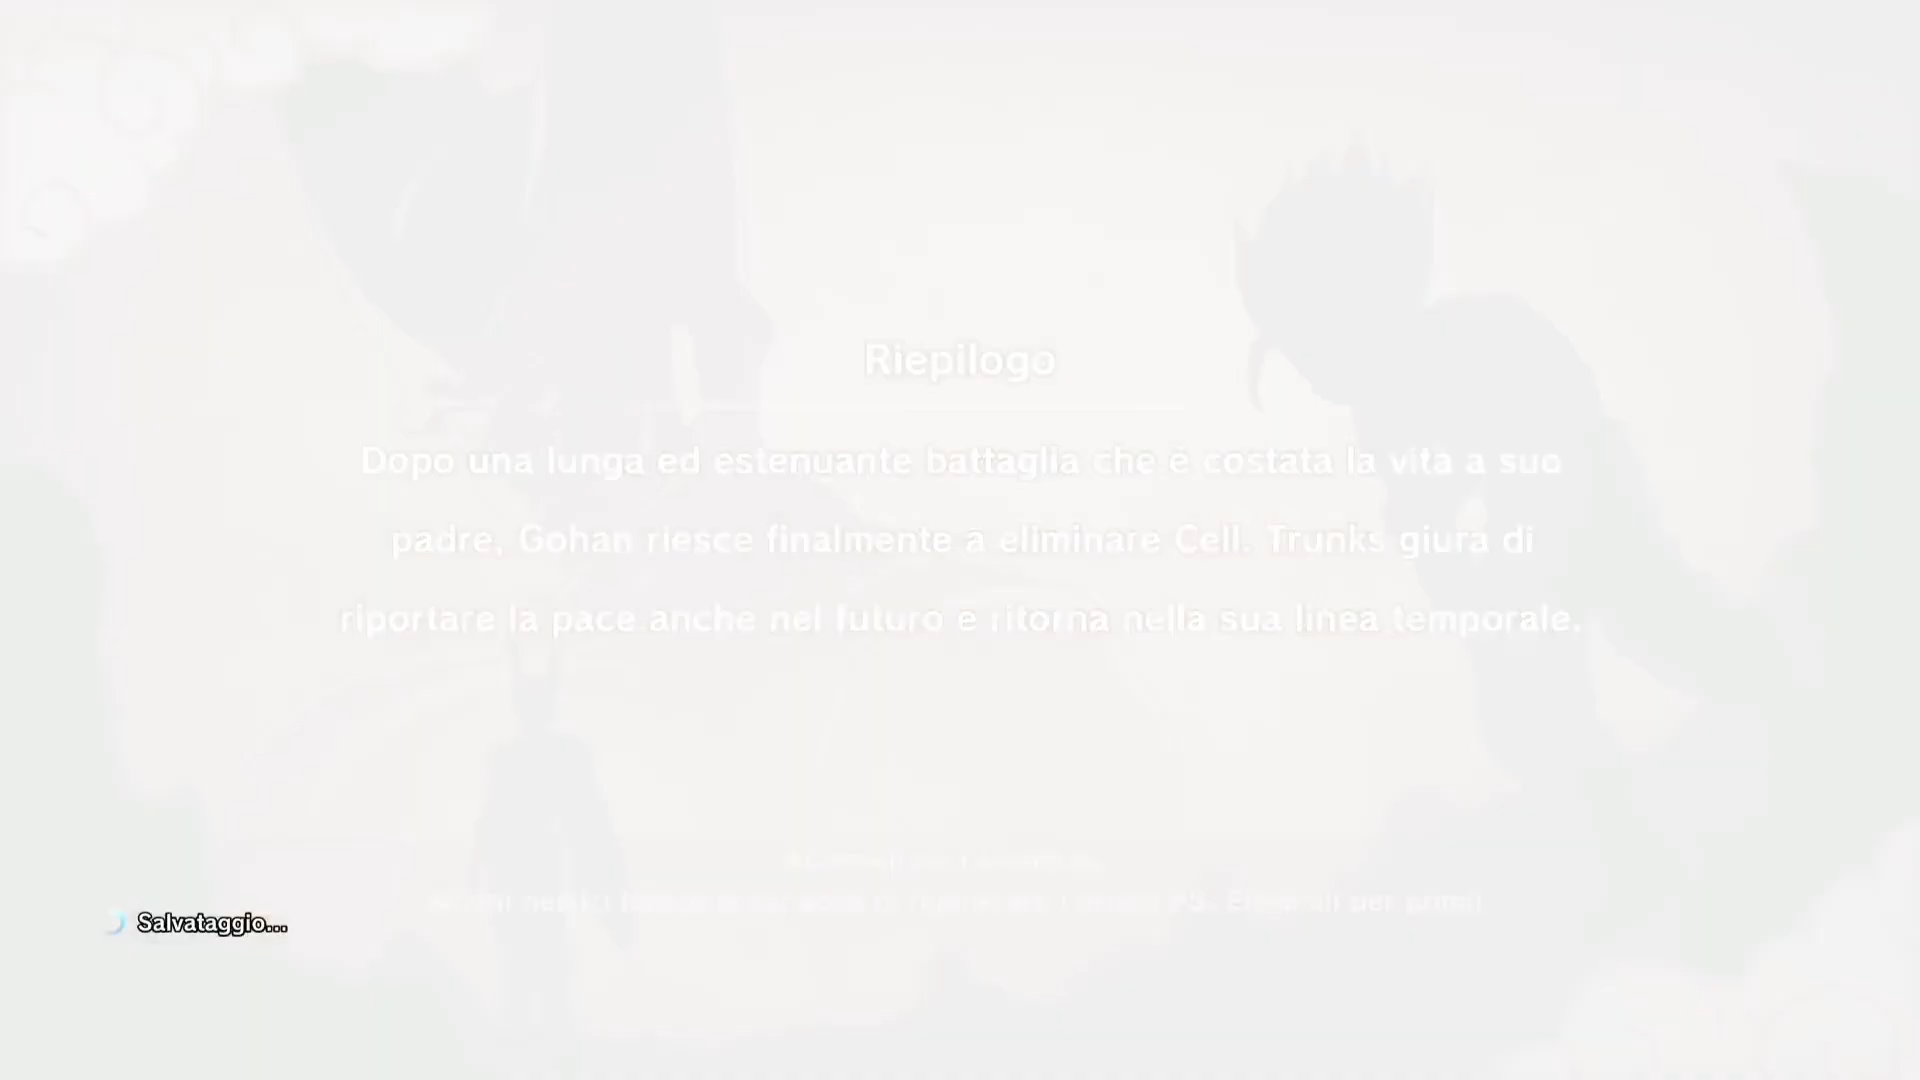 Riepilogo
Dopo una lunga ed estenuante battaglia che è costata la vita a suo
padre, Gohan riesce finalmente a eliminare Cell. Trunks giura di
riportare la pace anche nel futuro e ritorna nella sua linea temporale.
Salvataggio...